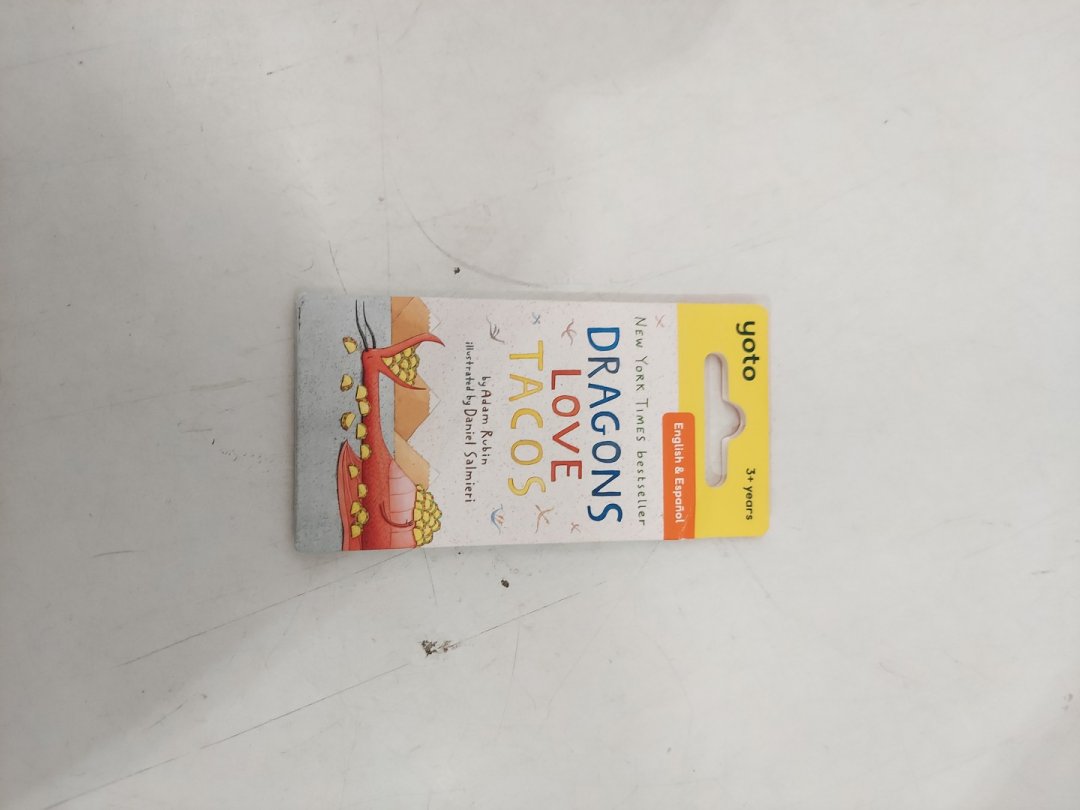 yoto
3+ years
English & Español
NEW YORK TIMES bestseller
DRAGONS
LOVE
TACOS
by Adam Rubin
illustrated by Daniel Salmieri